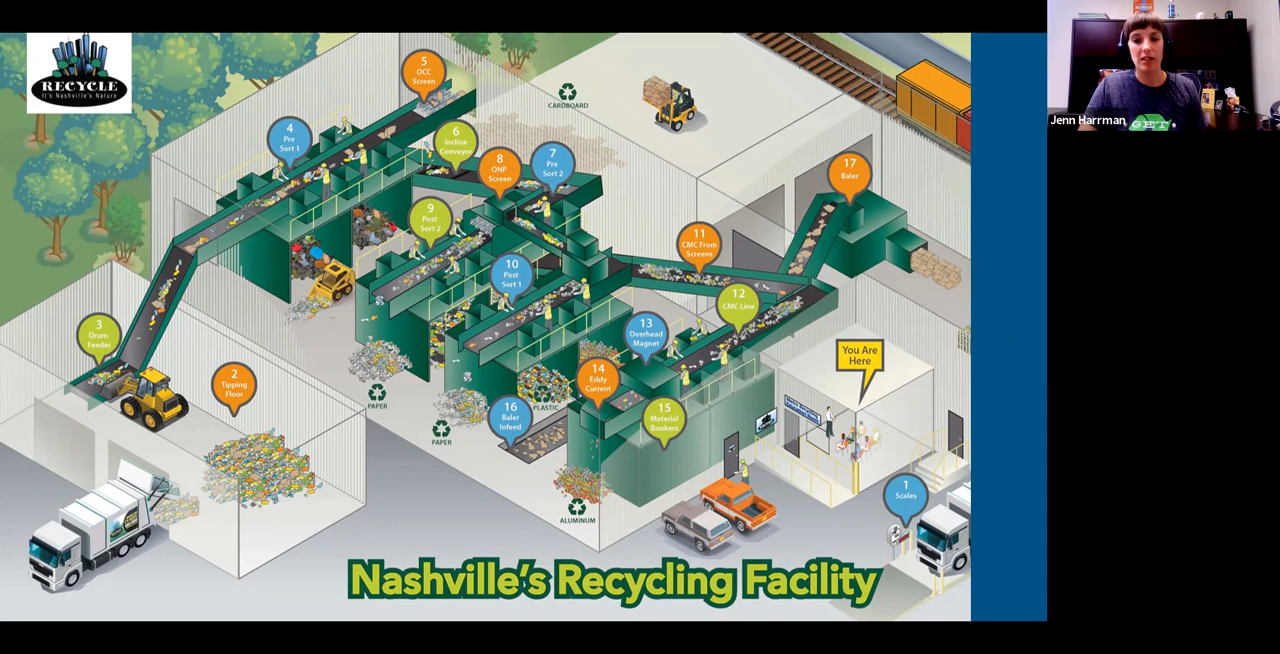 RECYCLE
It's Nashville's Nature
5
OCC
Screen
CARDBOARD
4
Pre
Sort 1
6
Incline
Conveyor
8
ONP
Screen
7
Pre
Sort 2
17
Baler
9
Post
Sort 2
11
CMC From
Screens
10
Post
Sort 1
12
CMC Line
3
Drum
Feeder
13
Overhead
Magnet
You Are
Here
2
Tipping
Floor
14
Eddy
Current
PAPER
PLASTIC
16
Baler
Infeed
15
Material
Bunkers
PAPER
1
Scales
ALUMINUM
Nashville's Recycling Facility
Jenn Harrman
GET